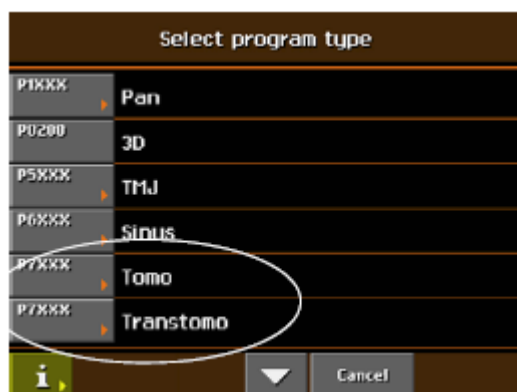 Select program type
P1XXX Pan
P0200 3D
P5XXX TMJ
P6XXX Sinus
P7XXX Tomo
P7XXX Transtomo
i Cancel